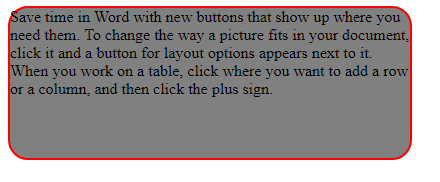 Save time in Word with new buttons that show up where you
need them. To change the way a picture fits in your document,
click it and a button for layout options appears next to it.
When you work on a table, click where you want to add a row
or a column, and then click the plus sign.